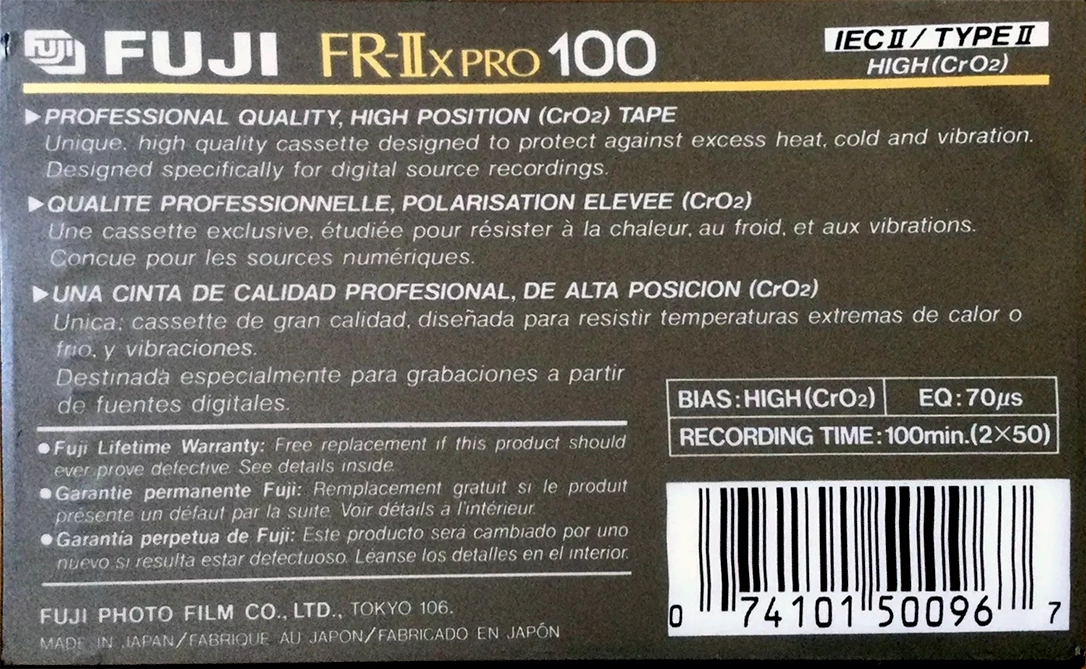 FUJI FUJI FR-IIx PRO 100
IEC II / TYPE II
HIGH (CrO2)
▶PROFESSIONAL QUALITY, HIGH POSITION (CrO2) TAPE
Unique, high quality cassette designed to protect against excess heat, cold and vibration.
Designed specifically for digital source recordings.
▶QUALITE PROFESSIONNELLE, POLARISATION ELEVEE (CrO2)
Une cassette exclusive, étudiée pour résister à la chaleur, au froid, et aux vibrations.
Concue pour les sources numériques.
▶UNA CINTA DE CALIDAD PROFESIONAL, DE ALTA POSICION (CrO2)
Unica; cassette de gran calidad, diseñada para resistir temperaturas extremas de calor o
frio, y vibraciones.
Destinada especialmente para grabaciones a partir
de fuentes digitales.
BIAS:HIGH (CrO2) EQ:70μs
RECORDING TIME:100min.(2×50)
●Fuji Lifetime Warranty: Free replacement if this product should
ever prove defective. See details inside.
●Garantie permanente Fuji: Remplacement gratuit si le produit
présente un défaut par la suite. Voir détails à l'intérieur.
●Garantía perpetua de Fuji: Este producto será cambiado por uno
nuevo si resulta estar defectuoso. Léanse los detalles en el interior.
FUJI PHOTO FILM CO., LTD., TOKYO 106.
MADE IN JAPAN/FABRIQUE AU JAPON/FABRICADO EN JAPÓN
0 74101 50096 7